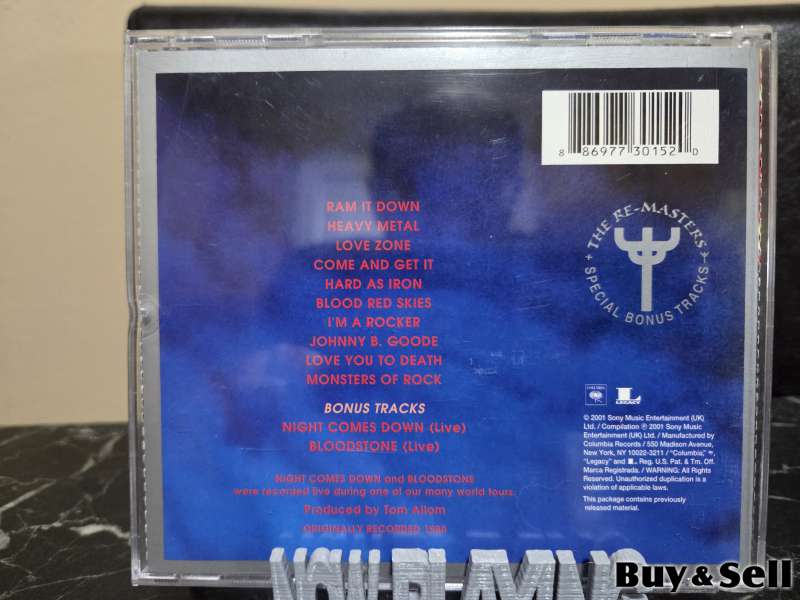 8 86977 30152 0
THE RE-MASTERS
SPECIAL BONUS TRACKS
RAM IT DOWN
HEAVY METAL
LOVE ZONE
COME AND GET IT
HARD AS IRON
BLOOD RED SKIES
I'M A ROCKER
JOHNNY B. GOODE
LOVE YOU TO DEATH
MONSTERS OF ROCK
BONUS TRACKS
NIGHT COMES DOWN (Live)
BLOODSTONE (Live)
NIGHT COMES DOWN and BLOODSTONE
were recorded live during one of our many world tours.
Produced by Tom Allom
ORIGINALLY RECORDED 1988
COLUMBIA
L
LEGACY
© 2001 Sony Music Entertainment (UK)
Ltd. / Compilation ℗ 2001 Sony Music
Entertainment (UK) Ltd. / Manufactured by
Columbia Records / 550 Madison Avenue,
New York, NY 10022-3211 / "Columbia,"
"Legacy" and L Reg. U.S. Pat. & Tm. Off.
Marca Registrada. / WARNING: All Rights
Reserved. Unauthorized duplication is a
violation of applicable laws.
This package contains previously
released material.
NOW PLAYING
Buy & Sell